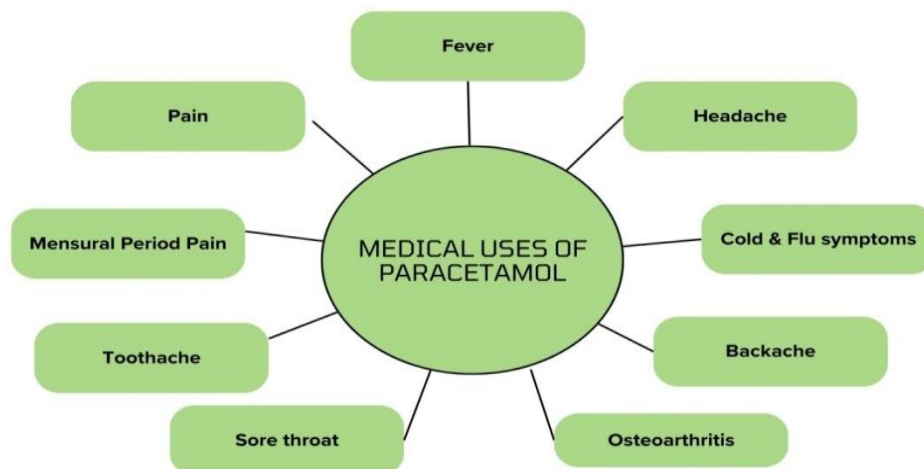 Fever
Pain
Headache
Mensural Period Pain
MEDICAL USES OF
PARACETAMOL
Cold & Flu symptoms
Toothache
Backache
Sore throat
Osteoarthritis